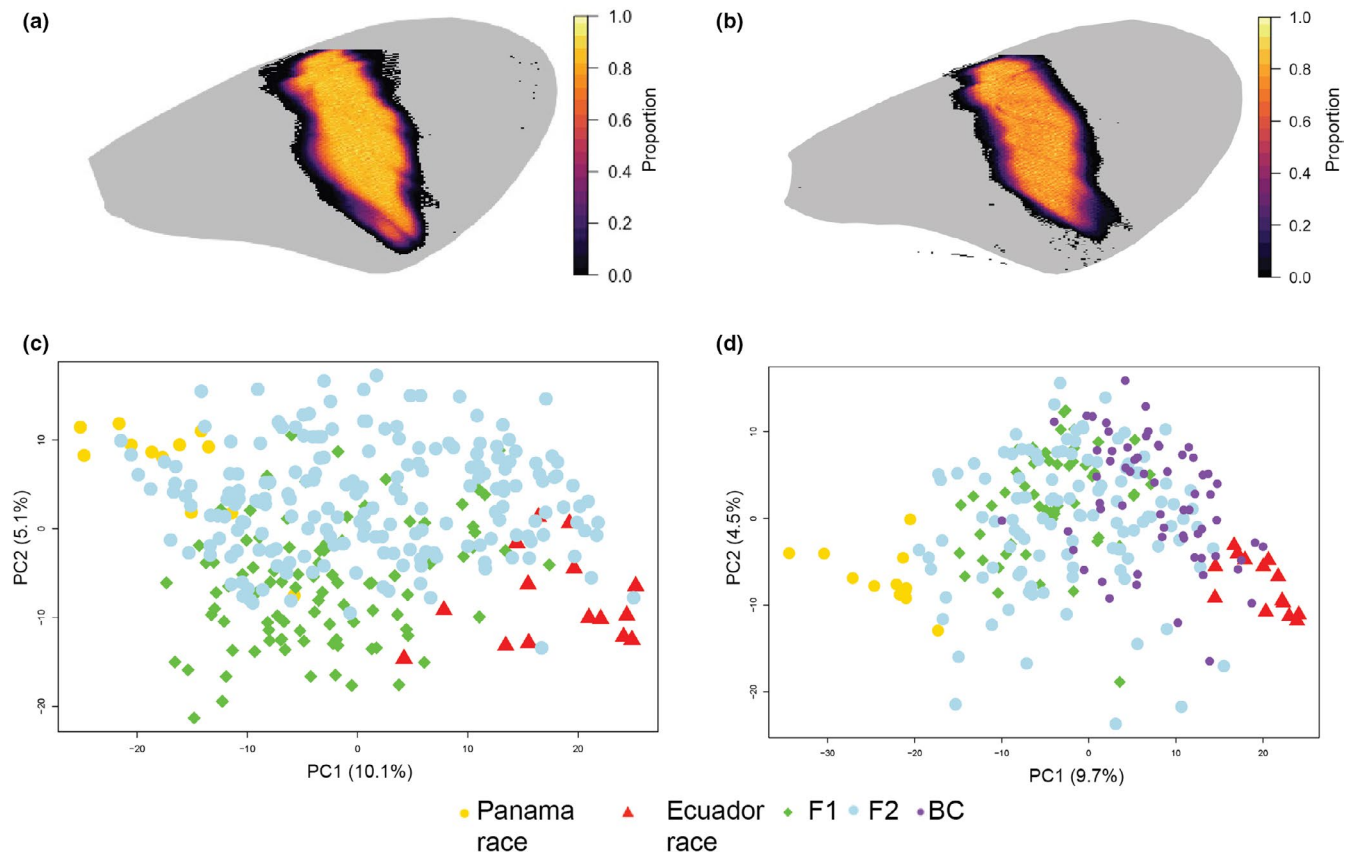 (a)
1.0
0.8
0.6
0.4
0.2
0.0
Proportion
(b)
1.0
0.8
0.6
0.4
0.2
0.0
Proportion
(c)
10
0
−10
−20
PC2 (5.1%)
−20
−10
0
10
20
PC1 (10.1%)
(d)
10
0
−10
−20
PC2 (4.5%)
−30
−20
−10
0
10
20
PC1 (9.7%)
Panama race
Ecuador race
F1
F2
BC